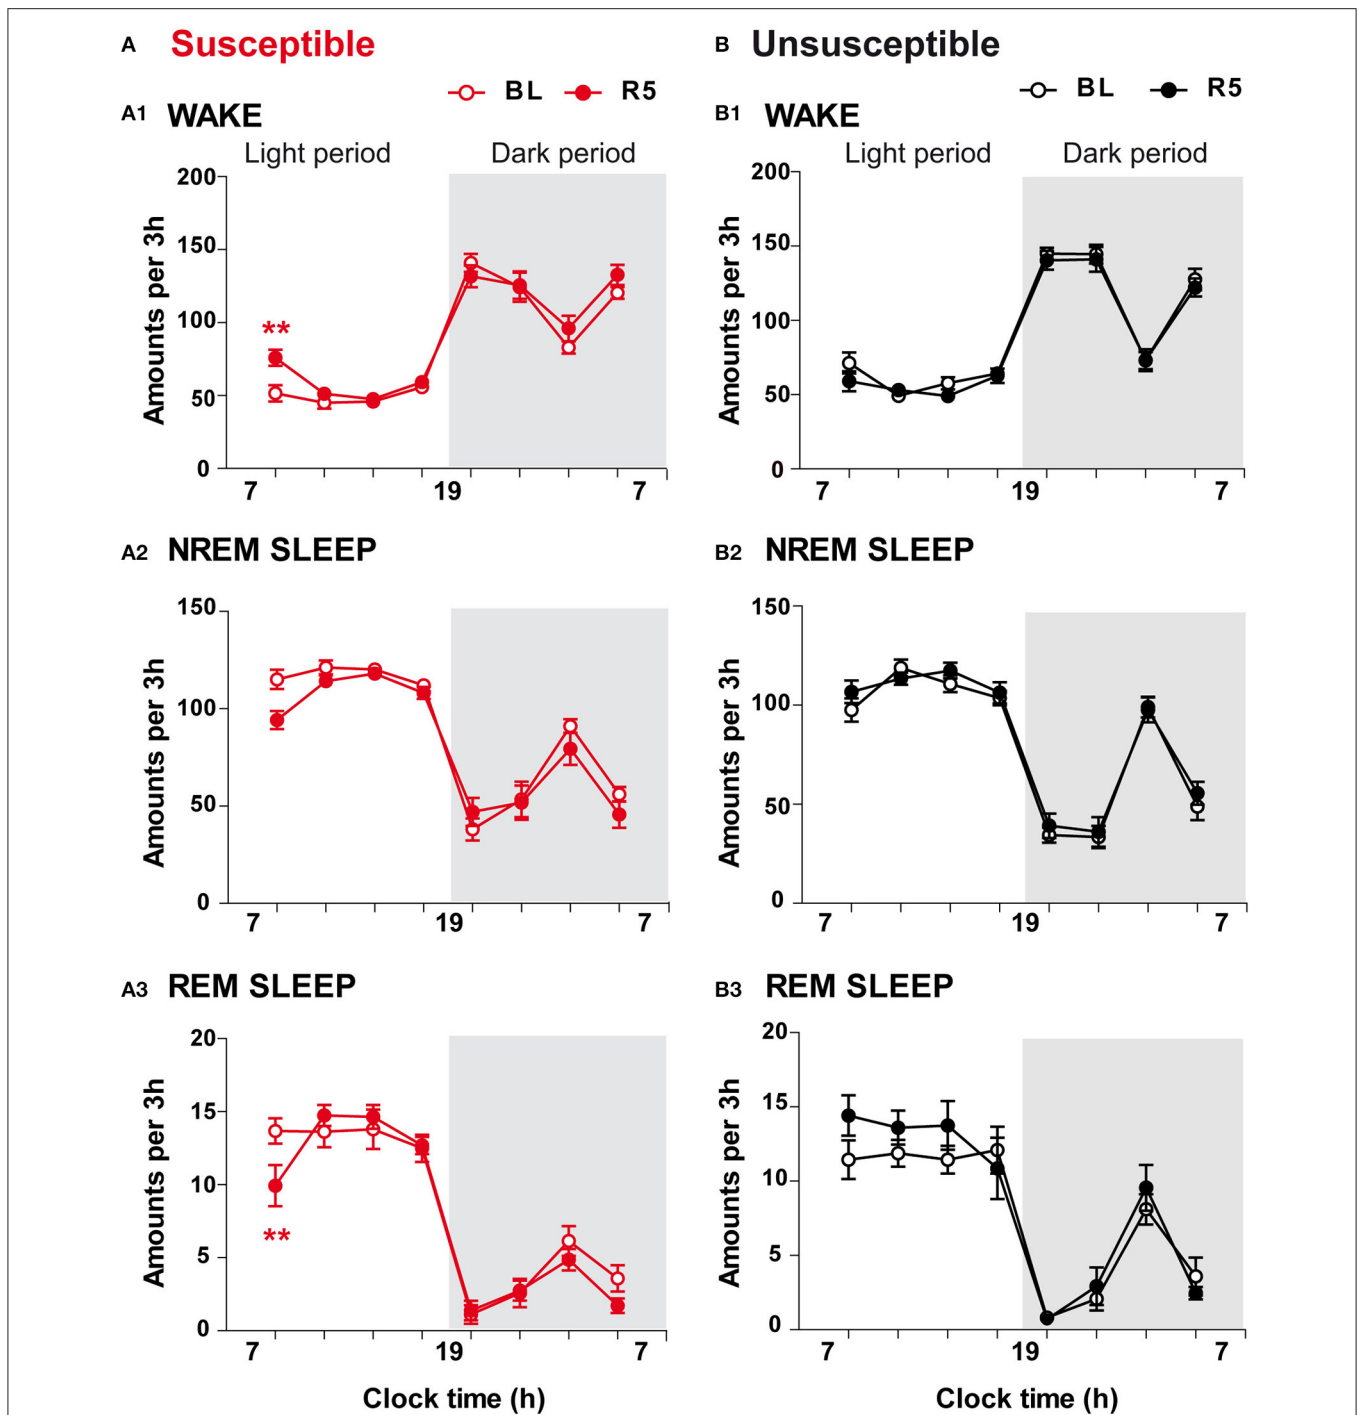 A Susceptible
BL R5
A1 WAKE
Light period Dark period
200
150
100
50
0
Amounts per 3h
**
7 19 7
A2 NREM SLEEP
150
100
50
0
Amounts per 3h
7 19 7
A3 REM SLEEP
20
15
10
5
0
Amounts per 3h
**
7 19 7
Clock time (h)
B Unsusceptible
BL R5
B1 WAKE
Light period Dark period
200
150
100
50
0
Amounts per 3h
7 19 7
B2 NREM SLEEP
150
100
50
0
Amounts per 3h
7 19 7
B3 REM SLEEP
20
15
10
5
0
Amounts per 3h
7 19 7
Clock time (h)